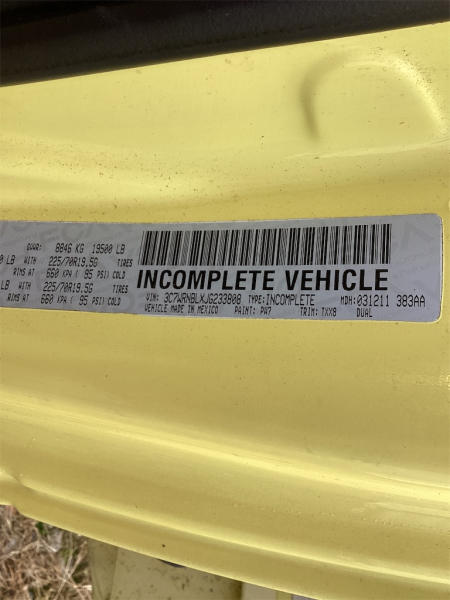 GVWR: 8846 KG 19500 LB
LB WITH 225/70R19.5G TIRES
RIMS AT 660 KPA ( 95 PSI) COLD
LB WITH 225/70R19.5G TIRES
RIMS AT 660 KPA ( 95 PSI) COLD
INCOMPLETE VEHICLE
VIN: 3C7WRNBLXJG233808 TYPE: INCOMPLETE MDH: 031211 383AA
VEHICLE MADE IN MEXICO PAINT: PA7 TRIM: TXX8 DUAL